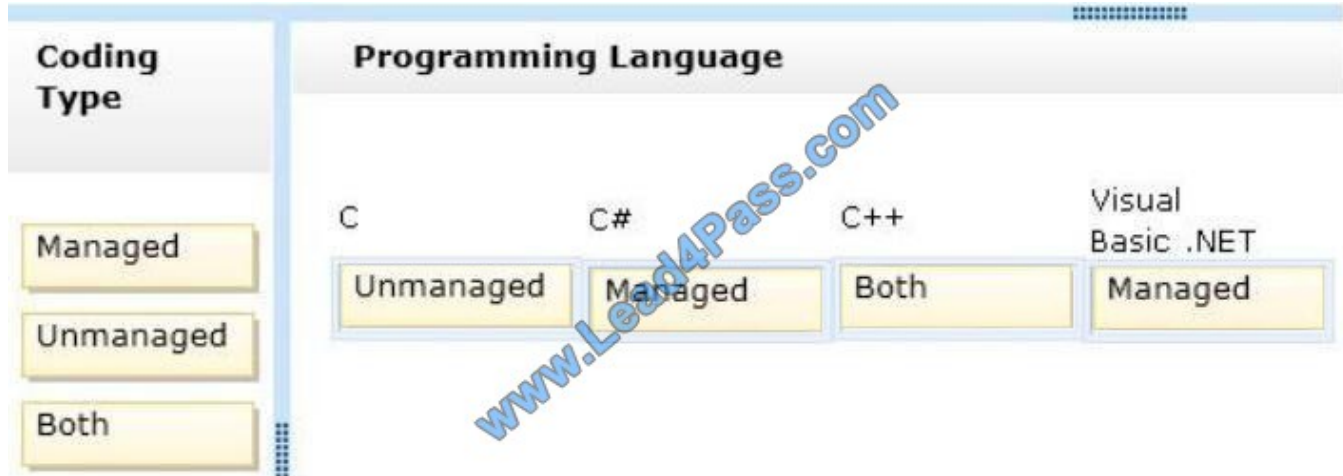 Coding
Type
Programming Language
Managed
Unmanaged
Both
C
C#
C++
Visual
Basic .NET
Unmanaged
Managed
Both
Managed
www.Lead4Pass.com